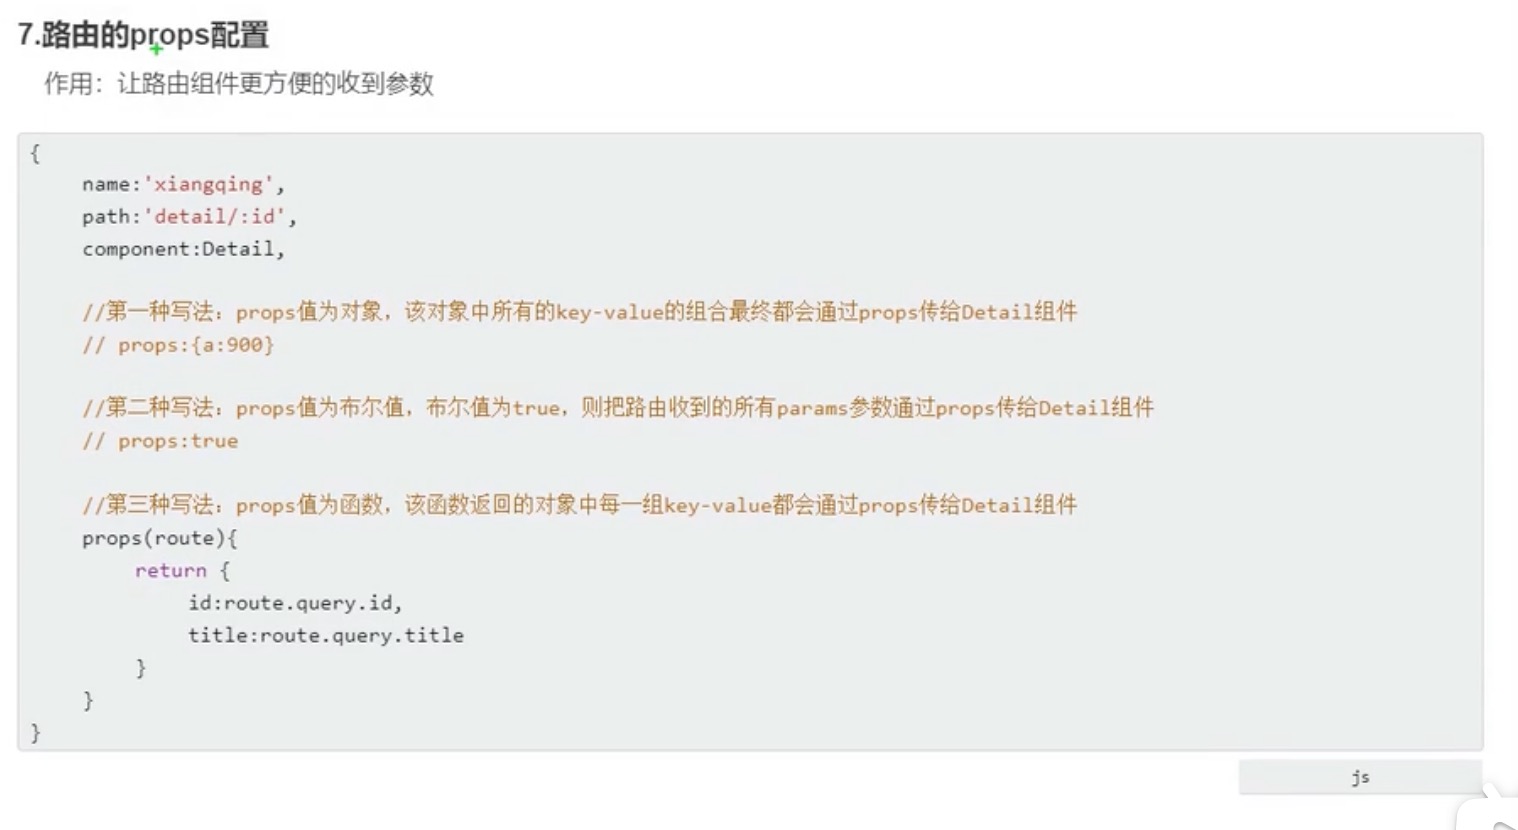 7.路由的props配置
作用：让路由组件更方便的收到参数
{
name:'xiangqing',
path:'detail/:id',
component:Detail,
//第一种写法：props值为对象，该对象中所有的key-value的组合最终都会通过props传给Detail组件
// props:{a:900}
//第二种写法：props值为布尔值，布尔值为true，则把路由收到的所有params参数通过props传给Detail组件
// props:true
//第三种写法：props值为函数，该函数返回的对象中每一组key-value都会通过props传给Detail组件
props(route){
return {
id:route.query.id,
title:route.query.title
}
}
}
js